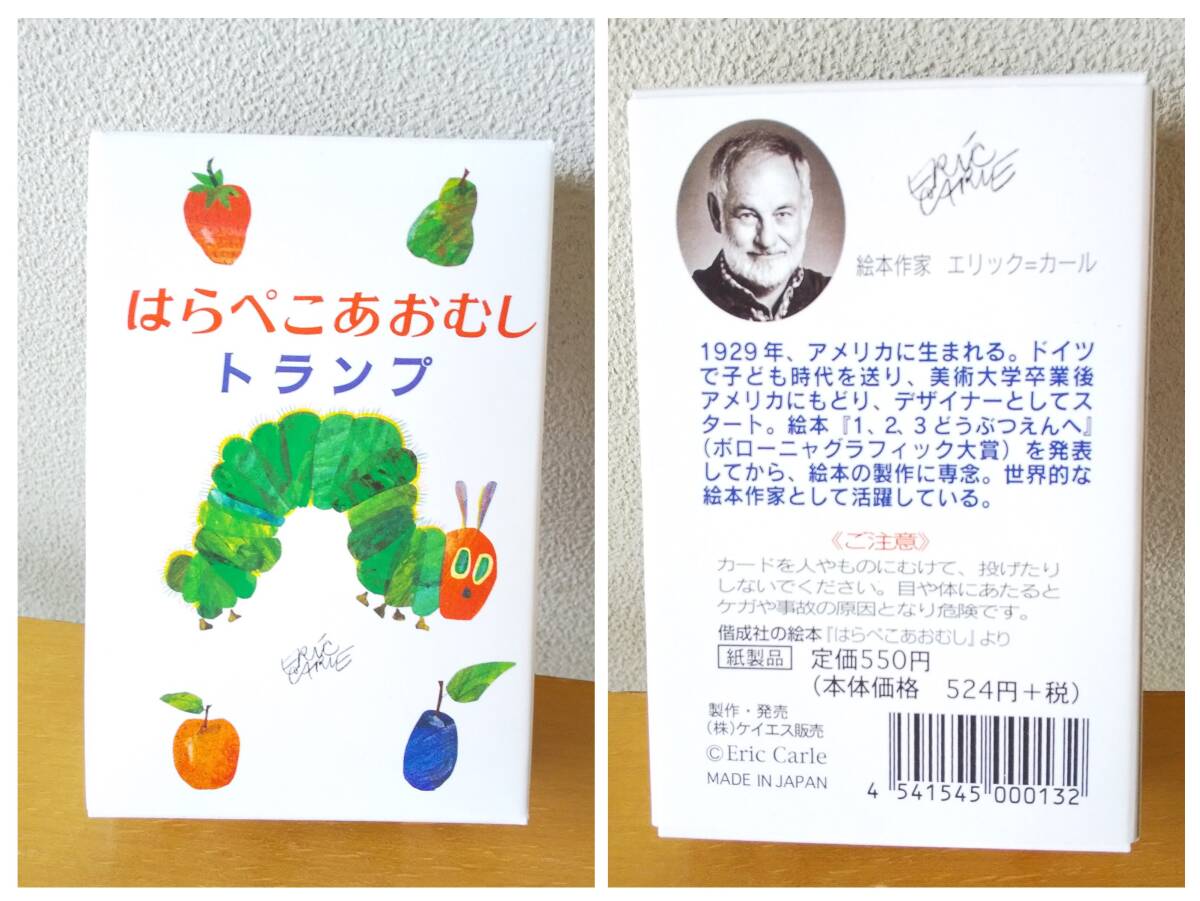 はらぺこあおむし
トランプ
ERIC
CARLE
ERIC
CARLE
絵本作家　エリック=カール
1929年、アメリカに生まれる。ドイツ
で子ども時代を送り、美術大学卒業後
アメリカにもどり、デザイナーとしてス
タート。絵本『1、2、3どうぶつえんへ』
（ボローニャグラフィック大賞）を発表
してから、絵本の製作に専念。世界的な
絵本作家として活躍している。
《ご注意》
カードを人やものにむけて、投げたり
しないでください。目や体にあたると
ケガや事故の原因となり危険です。
偕成社の絵本『はらぺこあおむし』より
紙製品 定価550円
（本体価格　524円＋税）
製作・発売
（株）ケイエス販売
©Eric Carle
MADE IN JAPAN
4 541545 000132